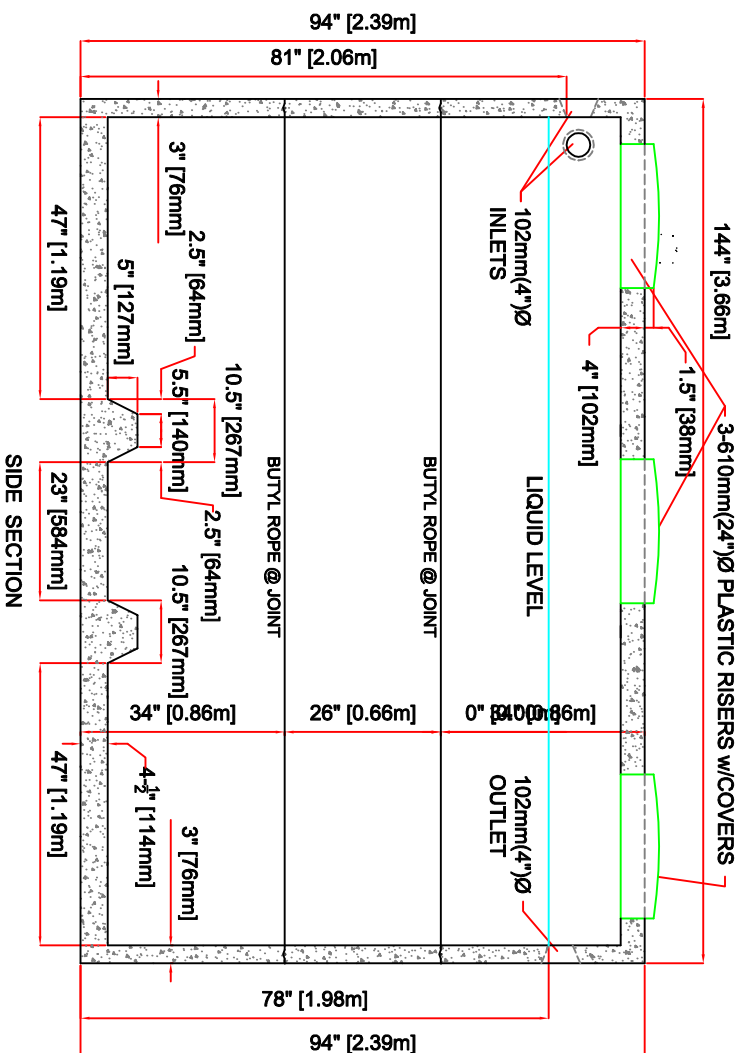 94" [2.39m]
81" [2.06m]
144" [3.66m]
3-610mm(24")Ø PLASTIC RISERS w/COVERS
1.5" [38mm]
4" [102mm]
102mm(4")Ø
INLETS
LIQUID LEVEL
BUTYL ROPE @ JOINT
BUTYL ROPE @ JOINT
3" [76mm]
2.5" [64mm]
47" [1.19m]
5" [127mm]
10.5" [267mm]
5.5" [140mm]
2.5" [64mm]
23" [584mm]
10.5" [267mm]
34" [0.86m]
26" [0.66m]
0"
102mm(4")Ø
OUTLET
4-½" [114mm]
3" [76mm]
47" [1.19m]
78" [1.98m]
94" [2.39m]
SIDE SECTION